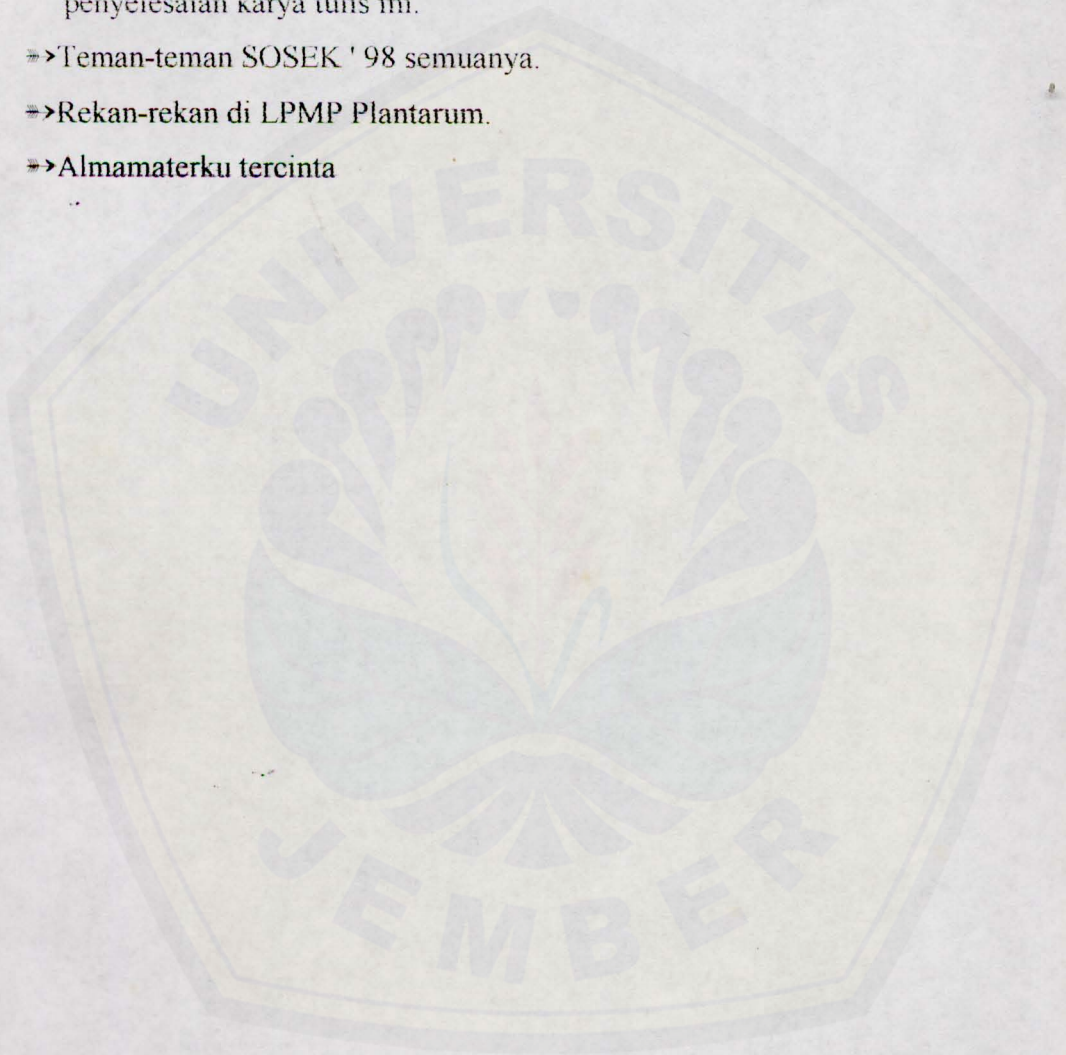 penyelesaian karya tulis ini.
➳>Teman-teman SOSEK ' 98 semuanya.
➳>Rekan-rekan di LPMP Plantarum.
➳>Almamaterku tercinta
UNIVERSITAS
JEMBER